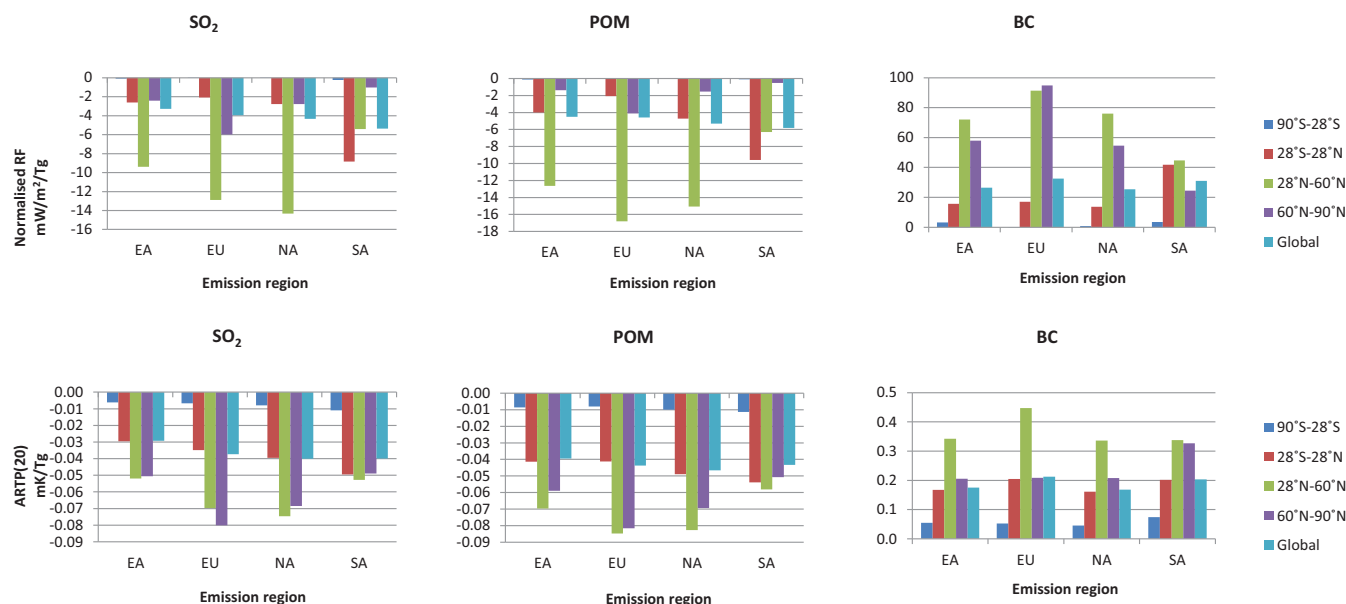 SO₂
POM
BC
Normalised RF
mW/m²/Tg
0
-2
-4
-6
-8
-10
-12
-14
-16
EA EU NA SA
Emission region
0
-2
-4
-6
-8
-10
-12
-14
-16
-18
EA EU NA SA
Emission region
100
80
60
40
20
0
EA EU NA SA
Emission region
90˚S-28˚S
28˚S-28˚N
28˚N-60˚N
60˚N-90˚N
Global
SO₂
POM
BC
ARTP(20)
mK/Tg
0.00
-0.01
-0.02
-0.03
-0.04
-0.05
-0.06
-0.07
-0.08
-0.09
EA EU NA SA
Emission region
0.00
-0.01
-0.02
-0.03
-0.04
-0.05
-0.06
-0.07
-0.08
-0.09
EA EU NA SA
Emission region
0.5
0.4
0.3
0.2
0.1
0.0
EA EU NA SA
Emission region
90˚S-28˚S
28˚S-28˚N
28˚N-60˚N
60˚N-90˚N
Global